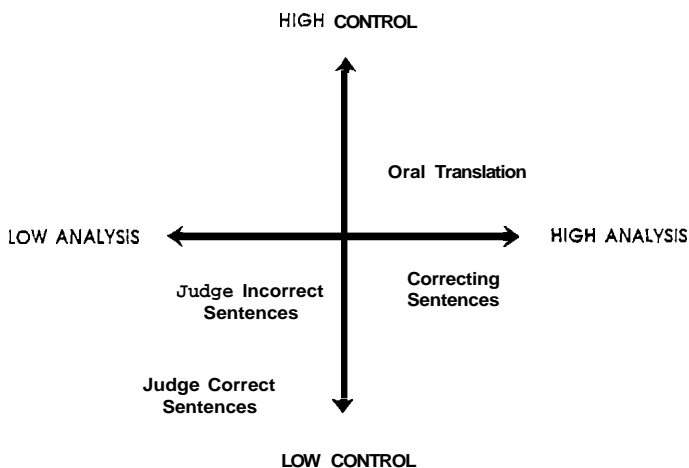 HIGH CONTROL
Oral Translation
LOW ANALYSIS
HIGH ANALYSIS
Judge Incorrect
Sentences
Correcting
Sentences
Judge Correct
Sentences
LOW CONTROL